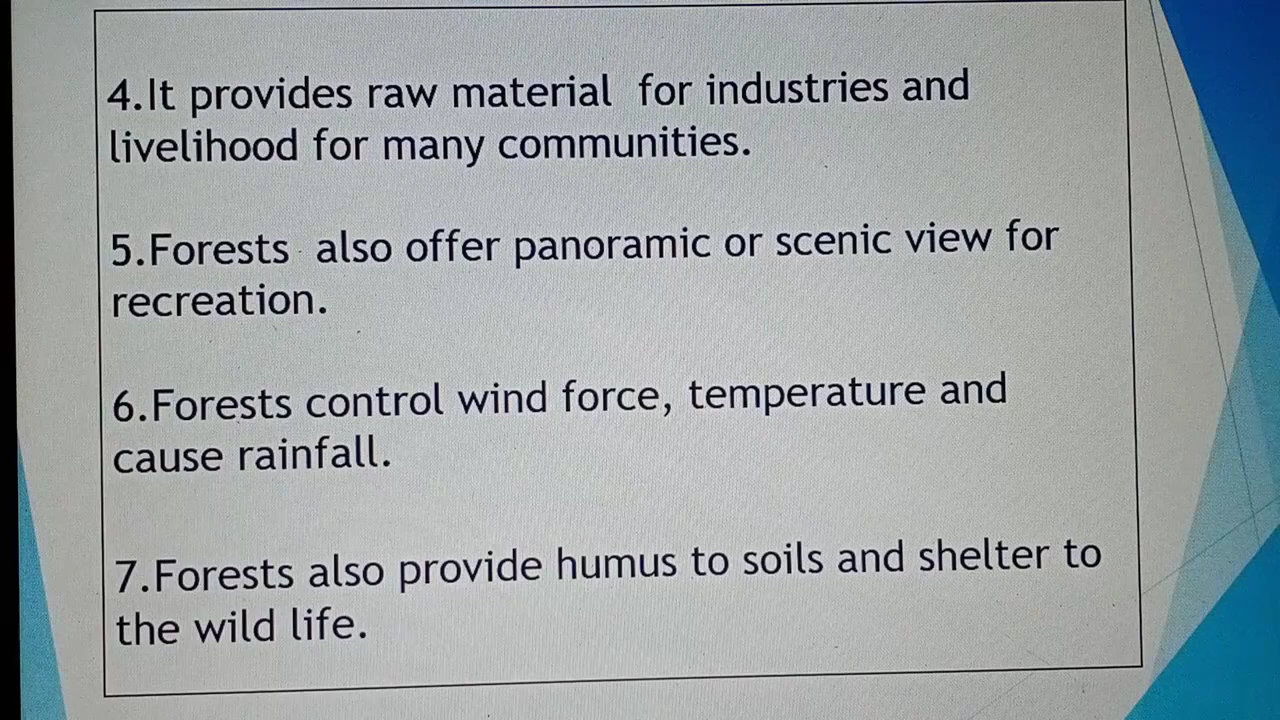 4.It provides raw material for industries and
livelihood for many communities.
5.Forests also offer panoramic or scenic view for
recreation.
6.Forests control wind force, temperature and
cause rainfall.
7.Forests also provide humus to soils and shelter to
the wild life.